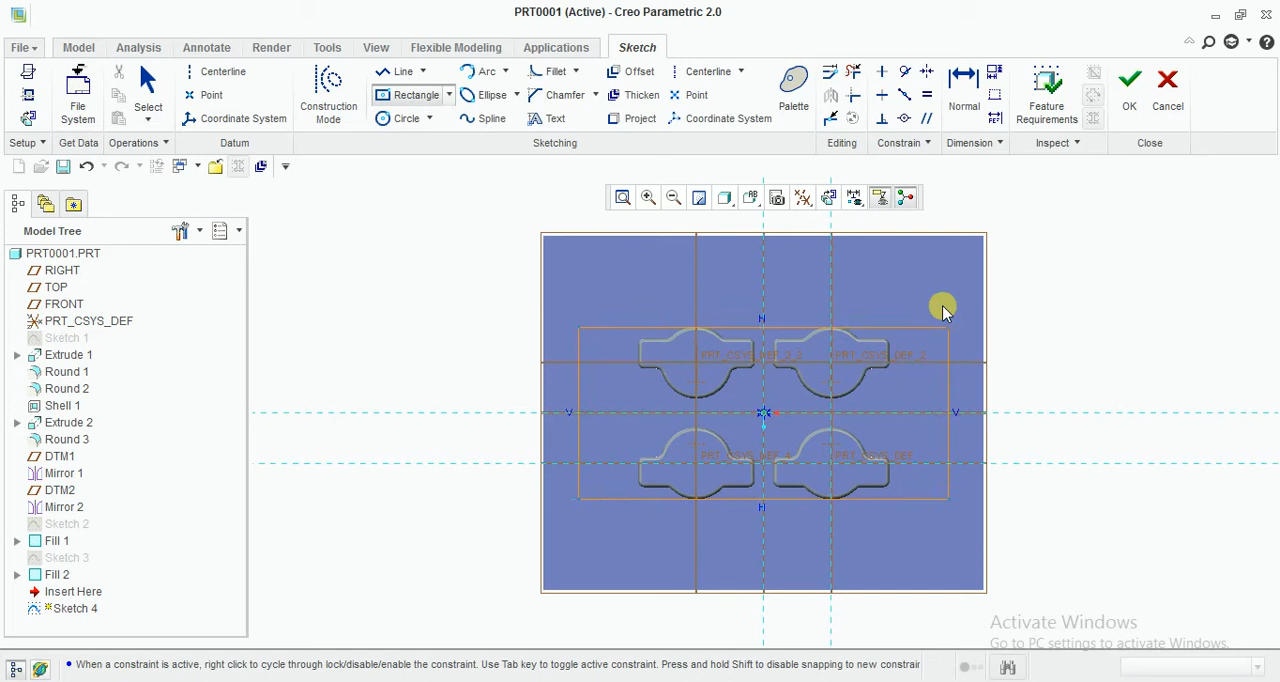 PRT0001 (Active) - Creo Parametric 2.0
File Model Analysis Annotate Render Tools View Flexible Modeling Applications Sketch
Centerline Line Arc Fillet Offset Centerline
File System Select Point Construction Mode Rectangle Ellipse Chamfer Thicken Point Palette Normal Feature Requirements OK Cancel
Coordinate System Circle Spline Text Project Coordinate System
Setup Get Data Operations Datum Sketching Editing Constrain Dimension Inspect Close
Model Tree
PRT0001.PRT
RIGHT
TOP
FRONT
PRT_CSYS_DEF
Sketch 1
Extrude 1
Round 1
Round 2
Shell 1
Extrude 2
Round 3
DTM1
Mirror 1
DTM2
Mirror 2
Sketch 2
Fill 1
Sketch 3
Fill 2
Insert Here
Sketch 4
H
PRT_CSYS_DEF_2_2 PRT_CSYS_DEF_2
V V
PRT_CSYS_DEF_4 PRT_CSYS_DEF
H
Activate Windows
Go to PC settings to activate Windows.
When a constraint is active, right click to cycle through lock/disable/enable the constraint. Use Tab key to toggle active constraint. Press and hold Shift to disable snapping to new constrair